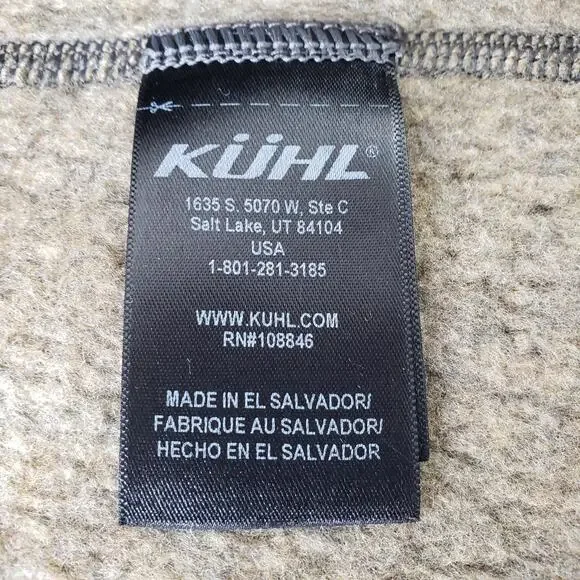 KÜHL®
1635 S. 5070 W, Ste C
Salt Lake, UT 84104
USA
1-801-281-3185
WWW.KUHL.COM
RN#108846
MADE IN EL SALVADOR/
FABRIQUE AU SALVADOR/
HECHO EN EL SALVADOR